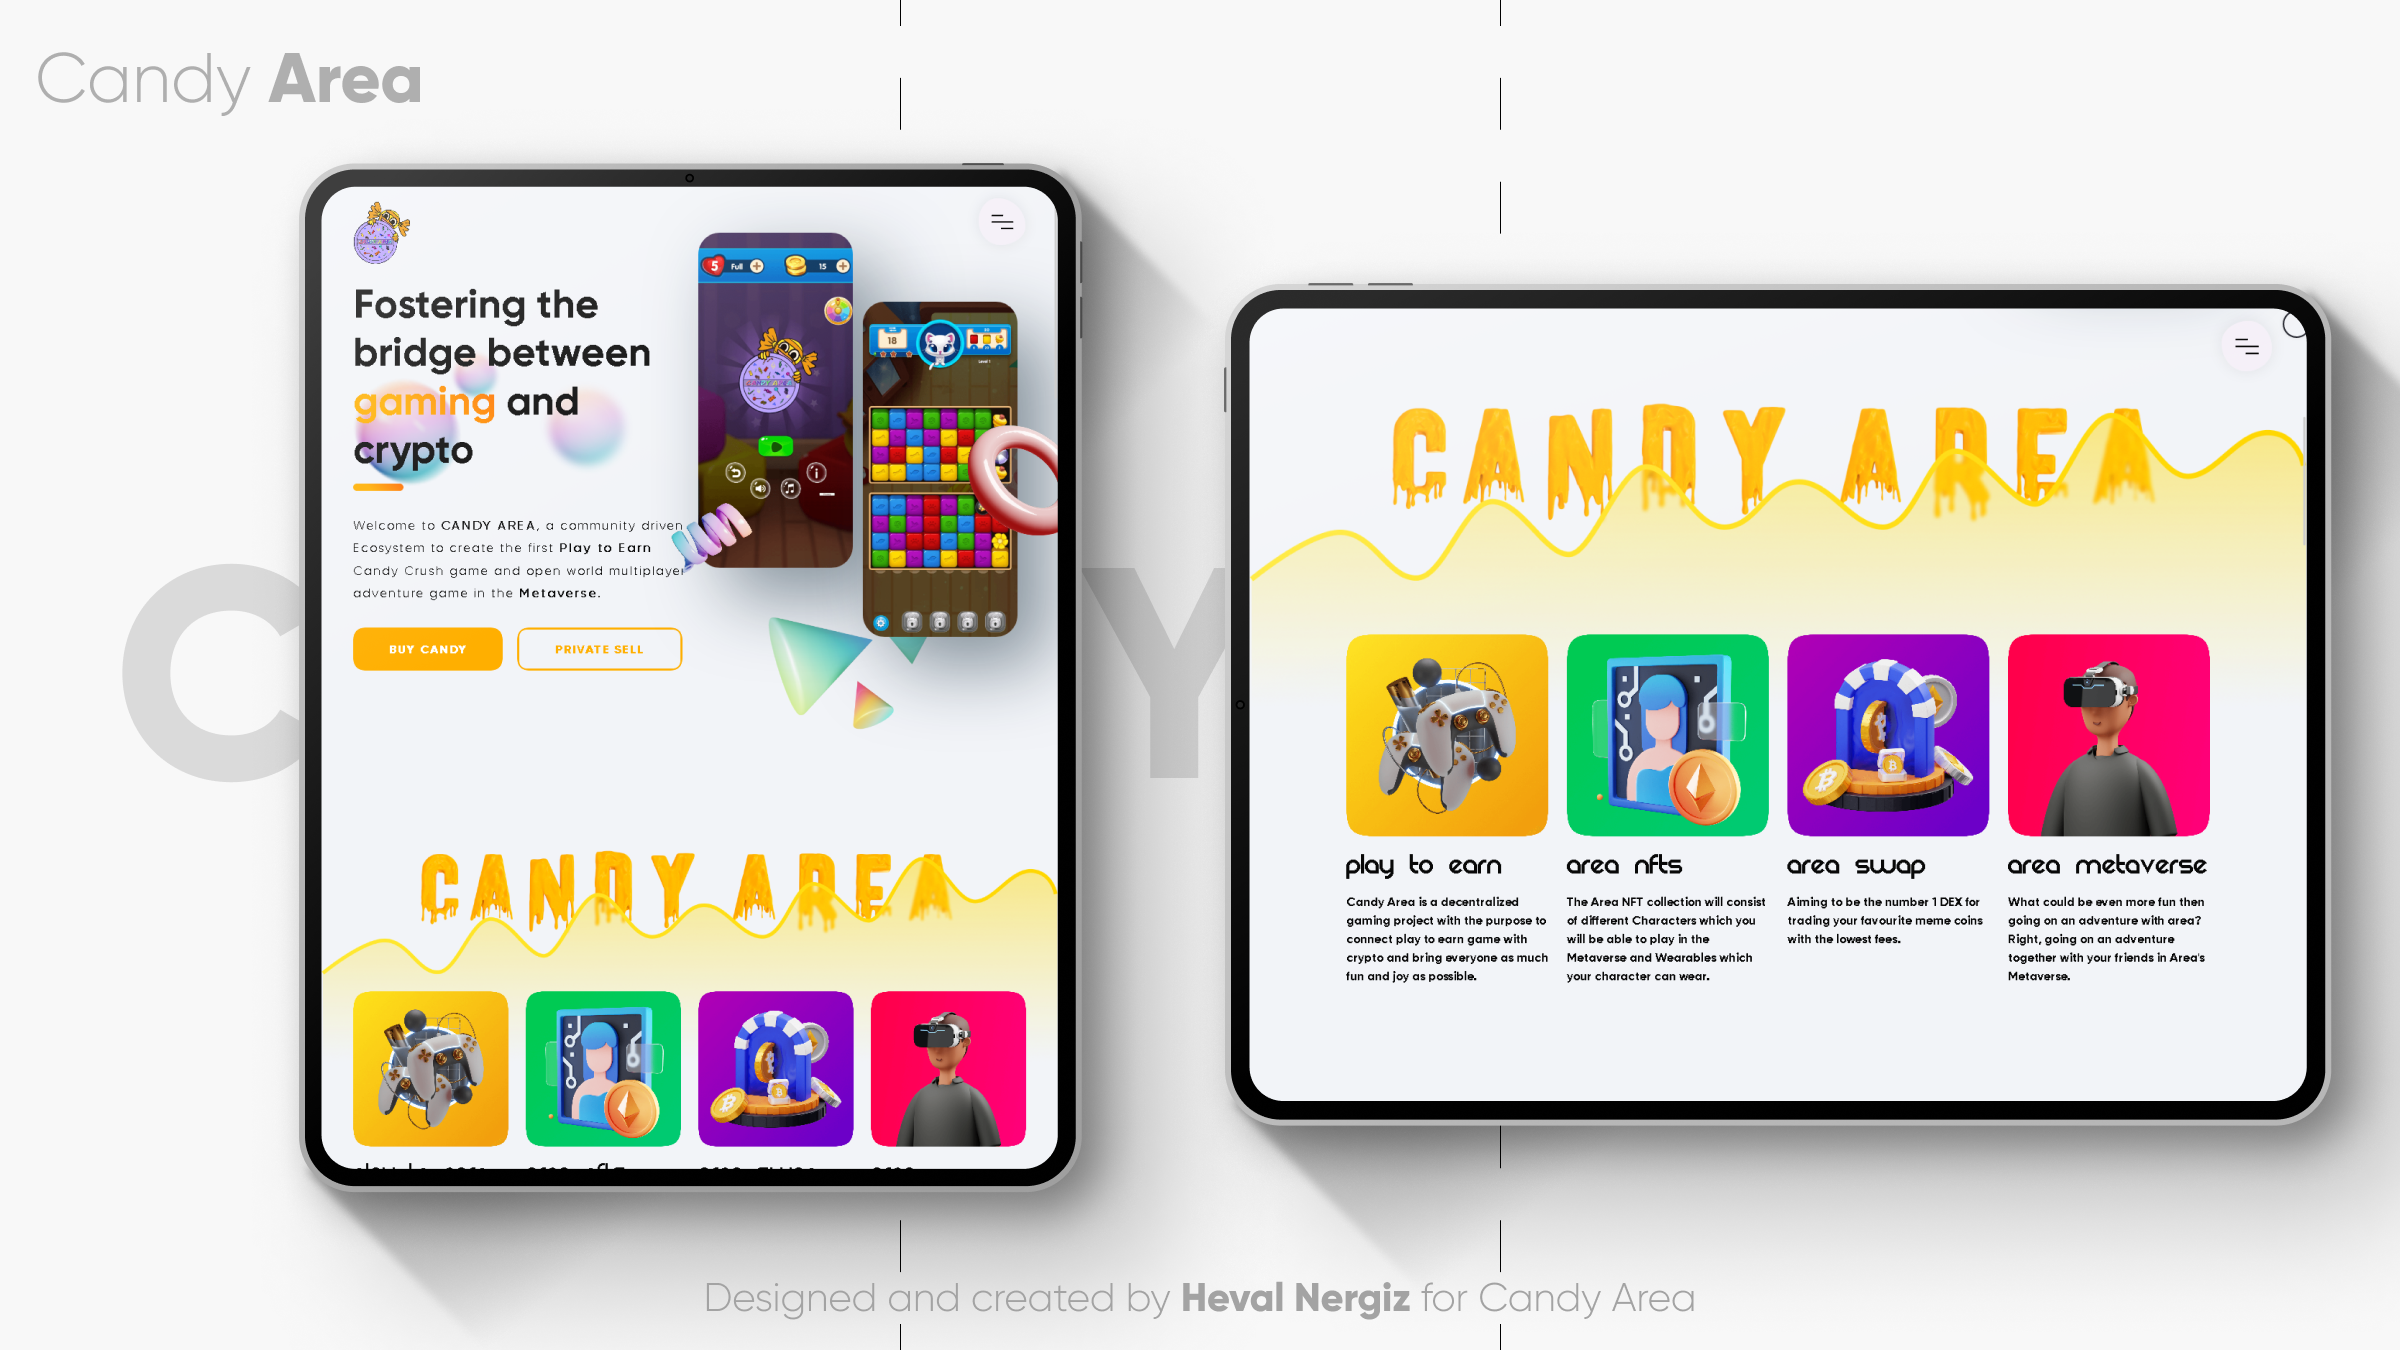 Candy Area
C
Y
Fostering the
bridge between
gaming and
crypto
Welcome to CANDY AREA, a community driven
Ecosystem to create the first Play to Earn
Candy Crush game and open world multiplayer
adventure game in the Metaverse.
BUY CANDY
PRIVATE SELL
5 Full 15
18
Level 1
CANDY AREA
CANDY AREA
play to earn
Candy Area is a decentralized
gaming project with the purpose to
connect play to earn game with
crypto and bring everyone as much
fun and joy as possible.
area nfts
The Area NFT collection will consist
of different Characters which you
will be able to play in the
Metaverse and Wearables which
your character can wear.
area swap
Aiming to be the number 1 DEX for
trading your favourite meme coins
with the lowest fees.
area metaverse
What could be even more fun then
going on an adventure with area?
Right, going on an adventure
together with your friends in Area's
Metaverse.
Designed and created by Heval Nergiz for Candy Area